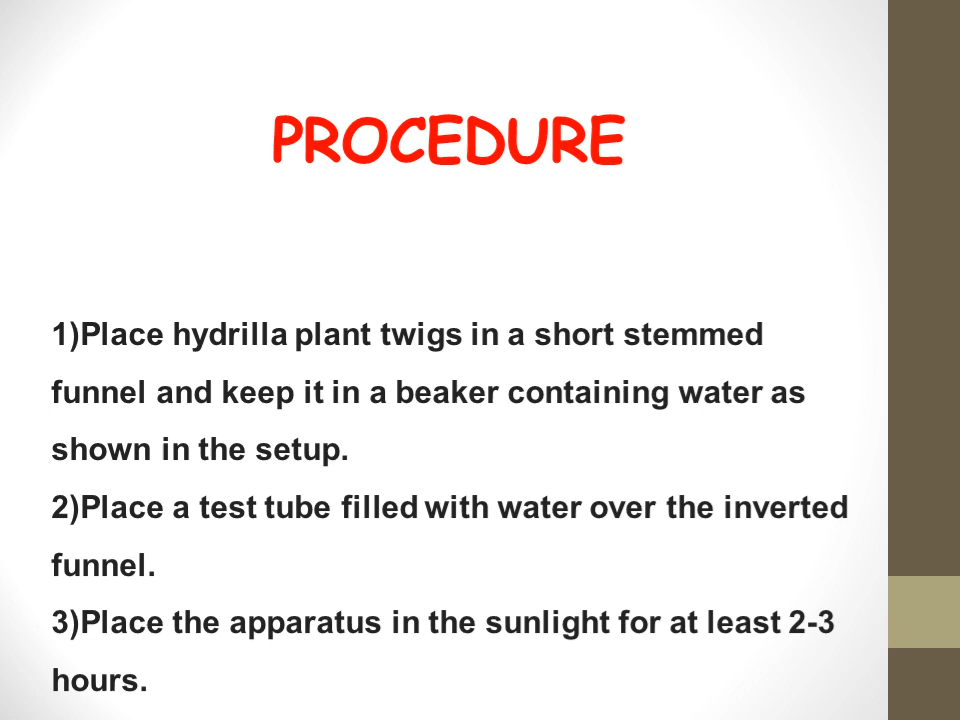 PROCEDURE
1)Place hydrilla plant twigs in a short stemmed
funnel and keep it in a beaker containing water as
shown in the setup.
2)Place a test tube filled with water over the inverted
funnel.
3)Place the apparatus in the sunlight for at least 2-3
hours.